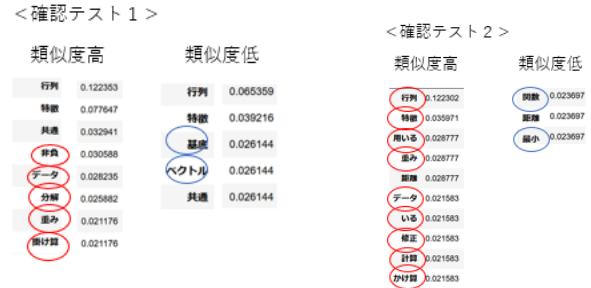 <確認テスト1>
類似度高
行列 0.122353
特徴 0.077647
共通 0.032941
非負 0.030588
データ 0.028235
分解 0.025882
重み 0.021176
掛け算 0.021176
類似度低
行列 0.065359
特徴 0.039216
基底 0.026144
ベクトル 0.026144
共通 0.026144
<確認テスト2>
類似度高
行列 0.122302
特徴 0.035971
用いる 0.028777
重み 0.028777
距離 0.028777
データ 0.021583
いる 0.021583
修正 0.021583
計算 0.021583
かけ算 0.021583
類似度低
関数 0.023697
距離 0.023697
最小 0.023697